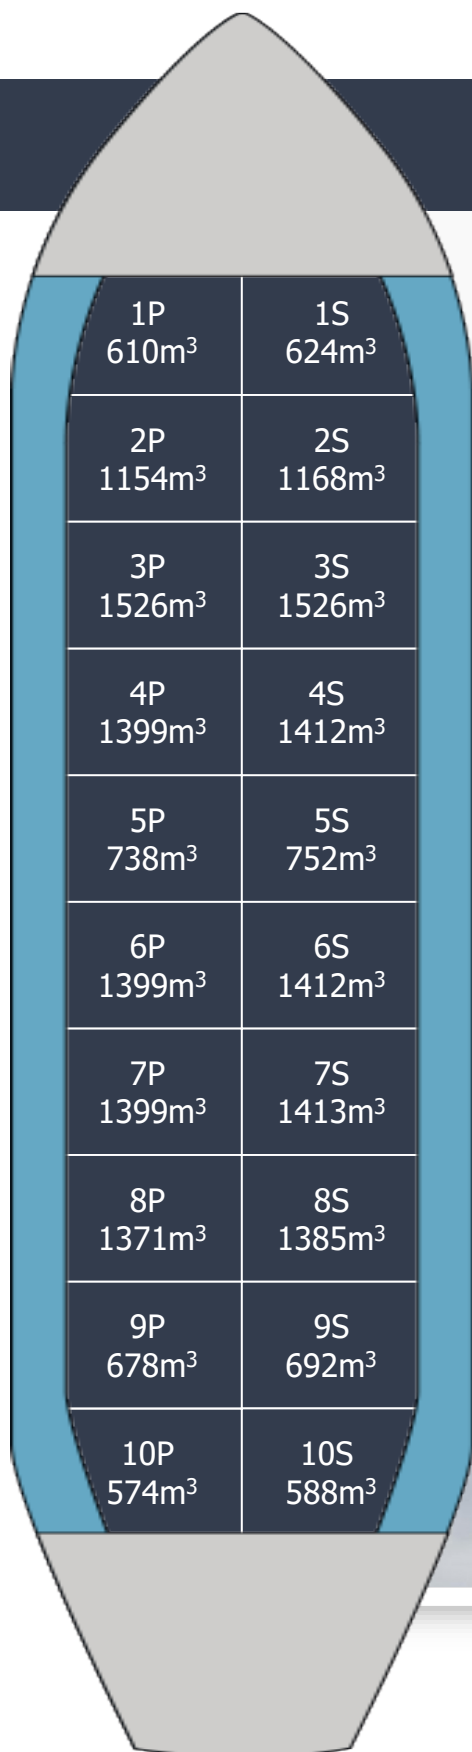 1P 1S
610m³ 624m³
2P 2S
1154m³ 1168m³
3P 3S
1526m³ 1526m³
4P 4S
1399m³ 1412m³
5P 5S
738m³ 752m³
6P 6S
1399m³ 1412m³
7P 7S
1399m³ 1413m³
8P 8S
1371m³ 1385m³
9P 9S
678m³ 692m³
10P 10S
574m³ 588m³